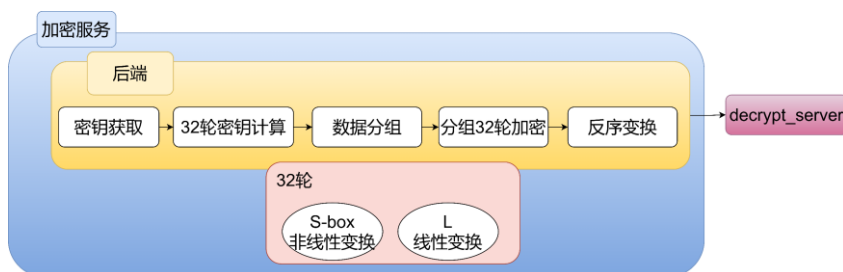 加密服务
后端
密钥获取
32轮密钥计算
数据分组
分组32轮加密
反序变换
decrypt_server
32轮
S-box
非线性变换
L
线性变换